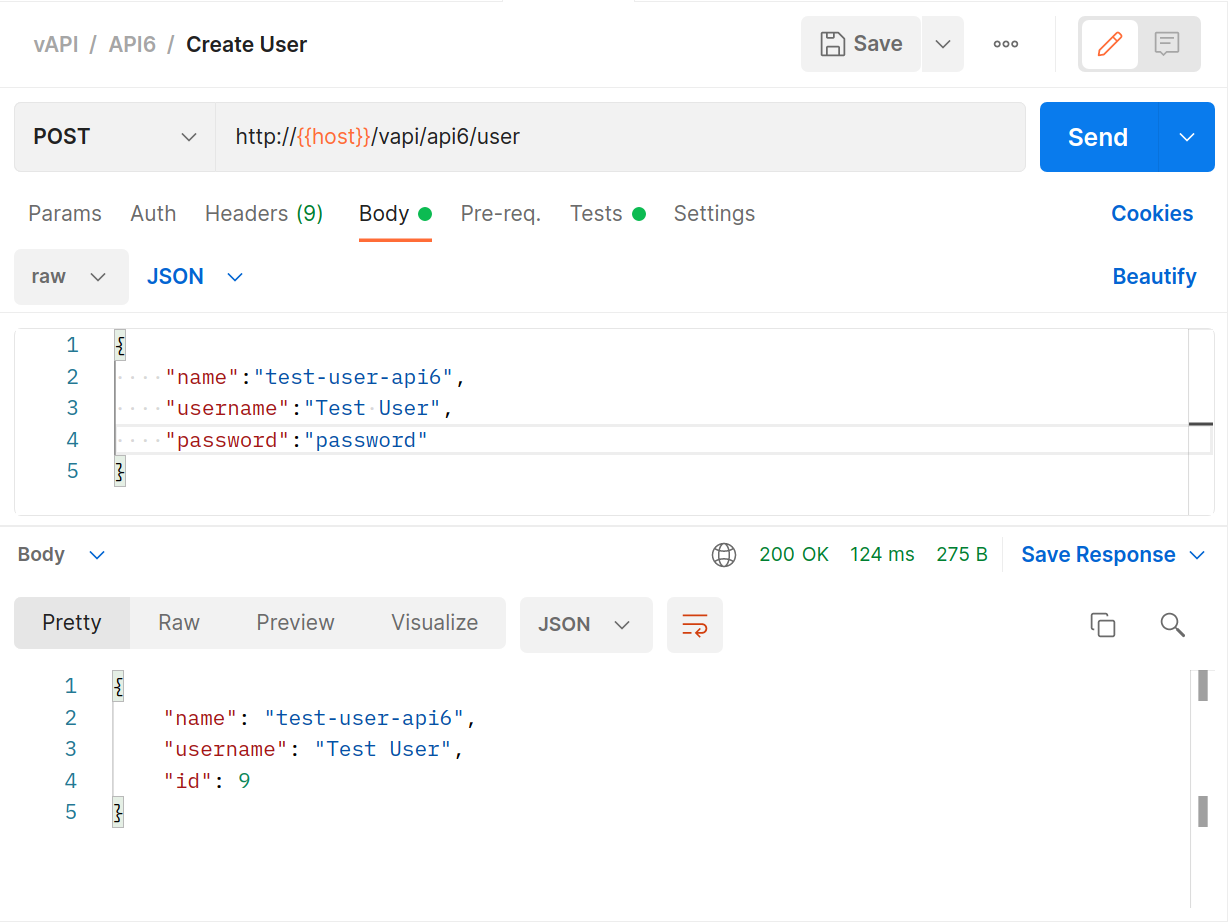 vAPI / API6 / Create User Save
POST http://{{host}}/vapi/api6/user Send
Params Auth Headers (9) Body Pre-req. Tests Settings Cookies
raw JSON Beautify
1 {
2 "name":"test-user-api6",
3 "username":"Test User",
4 "password":"password"
5 }
Body 200 OK 124 ms 275 B Save Response
Pretty Raw Preview Visualize JSON
1 {
2 "name": "test-user-api6",
3 "username": "Test User",
4 "id": 9
5 }